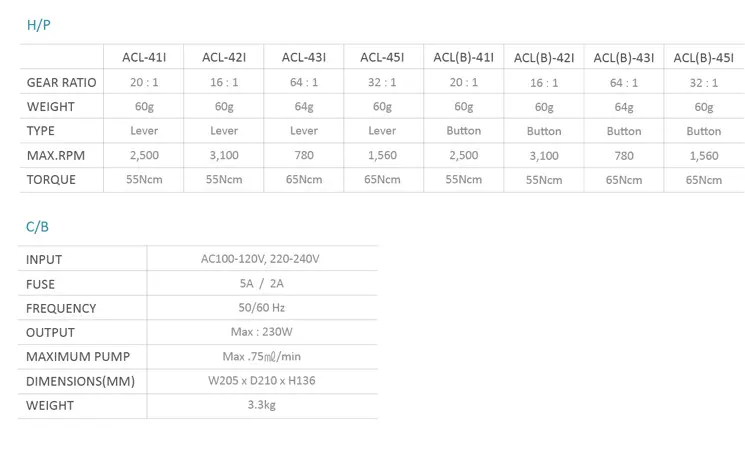 H/P
ACL-41I ACL-42I ACL-43I ACL-45I ACL(B)-41I ACL(B)-42I ACL(B)-43I ACL(B)-45I
GEAR RATIO 20 : 1 16 : 1 64 : 1 32 : 1 20 : 1 16 : 1 64 : 1 32 : 1
WEIGHT 60g 60g 64g 60g 60g 60g 64g 60g
TYPE Lever Lever Lever Lever Button Button Button Button
MAX.RPM 2,500 3,100 780 1,560 2,500 3,100 780 1,560
TORQUE 55Ncm 55Ncm 65Ncm 65Ncm 55Ncm 55Ncm 65Ncm 65Ncm
C/B
INPUT AC100-120V, 220-240V
FUSE 5A / 2A
FREQUENCY 50/60 Hz
OUTPUT Max : 230W
MAXIMUM PUMP Max .75㎖/min
DIMENSIONS(MM) W205 x D210 x H136
WEIGHT 3.3kg